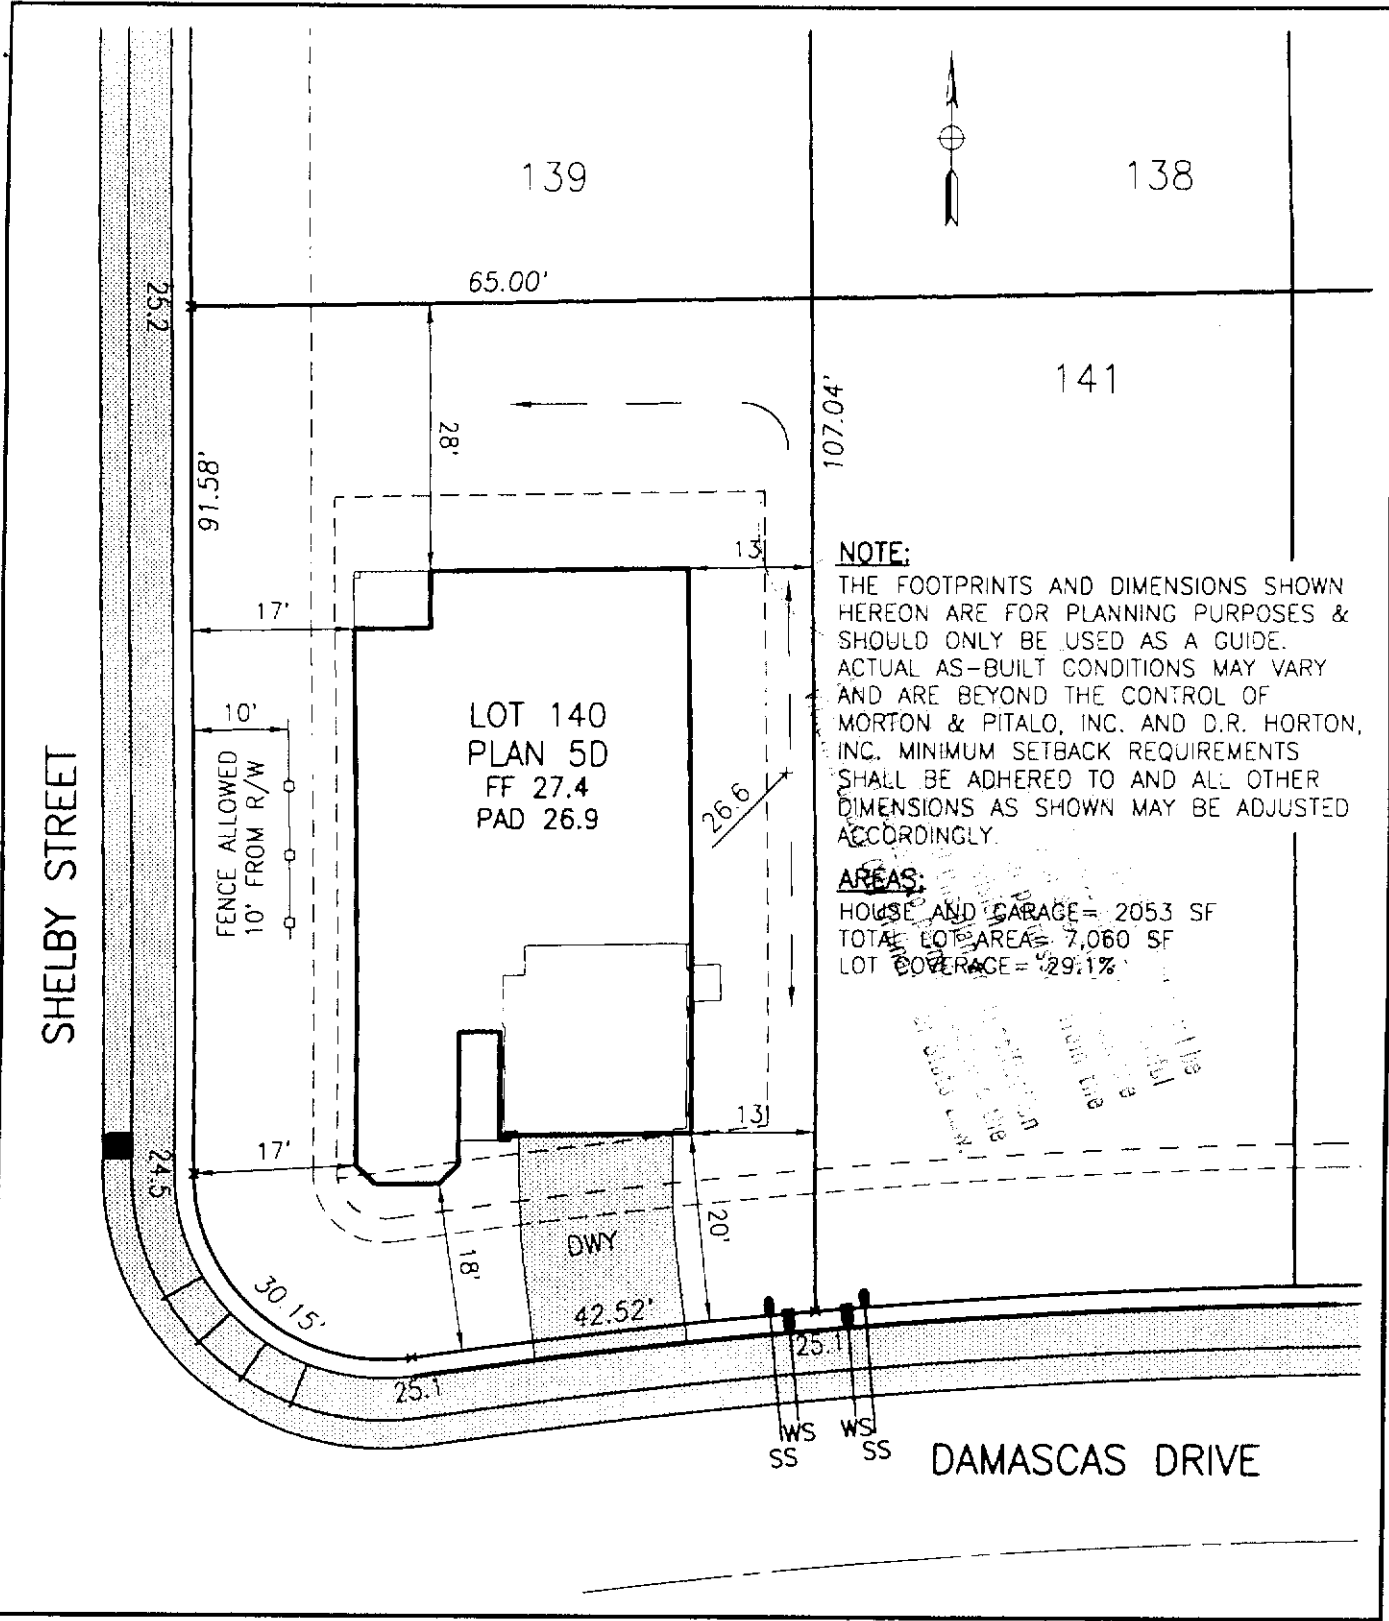 139
138
65.00'
25.2
141
107.04'
28'
91.58'
13'
NOTE:
THE FOOTPRINTS AND DIMENSIONS SHOWN
HEREON ARE FOR PLANNING PURPOSES &
SHOULD ONLY BE USED AS A GUIDE.
ACTUAL AS-BUILT CONDITIONS MAY VARY
AND ARE BEYOND THE CONTROL OF
MORTON & PITALO, INC. AND D.R. HORTON,
INC. MINIMUM SETBACK REQUIREMENTS
SHALL BE ADHERED TO AND ALL OTHER
DIMENSIONS AS SHOWN MAY BE ADJUSTED
ACCORDINGLY.
17'
10'
FENCE ALLOWED
10' FROM R/W
LOT 140
PLAN 5D
FF 27.4
PAD 26.9
26.6
SHELBY STREET
AREAS:
HOUSE AND GARAGE= 2053 SF
TOTAL LOT AREA= 7,060 SF
LOT COVERAGE= 29.1%
13'
17'
24.5
20'
DWY
18'
30.15'
42.52'
25.1
25.1
WS
SS
WS
SS
DAMASCAS DRIVE